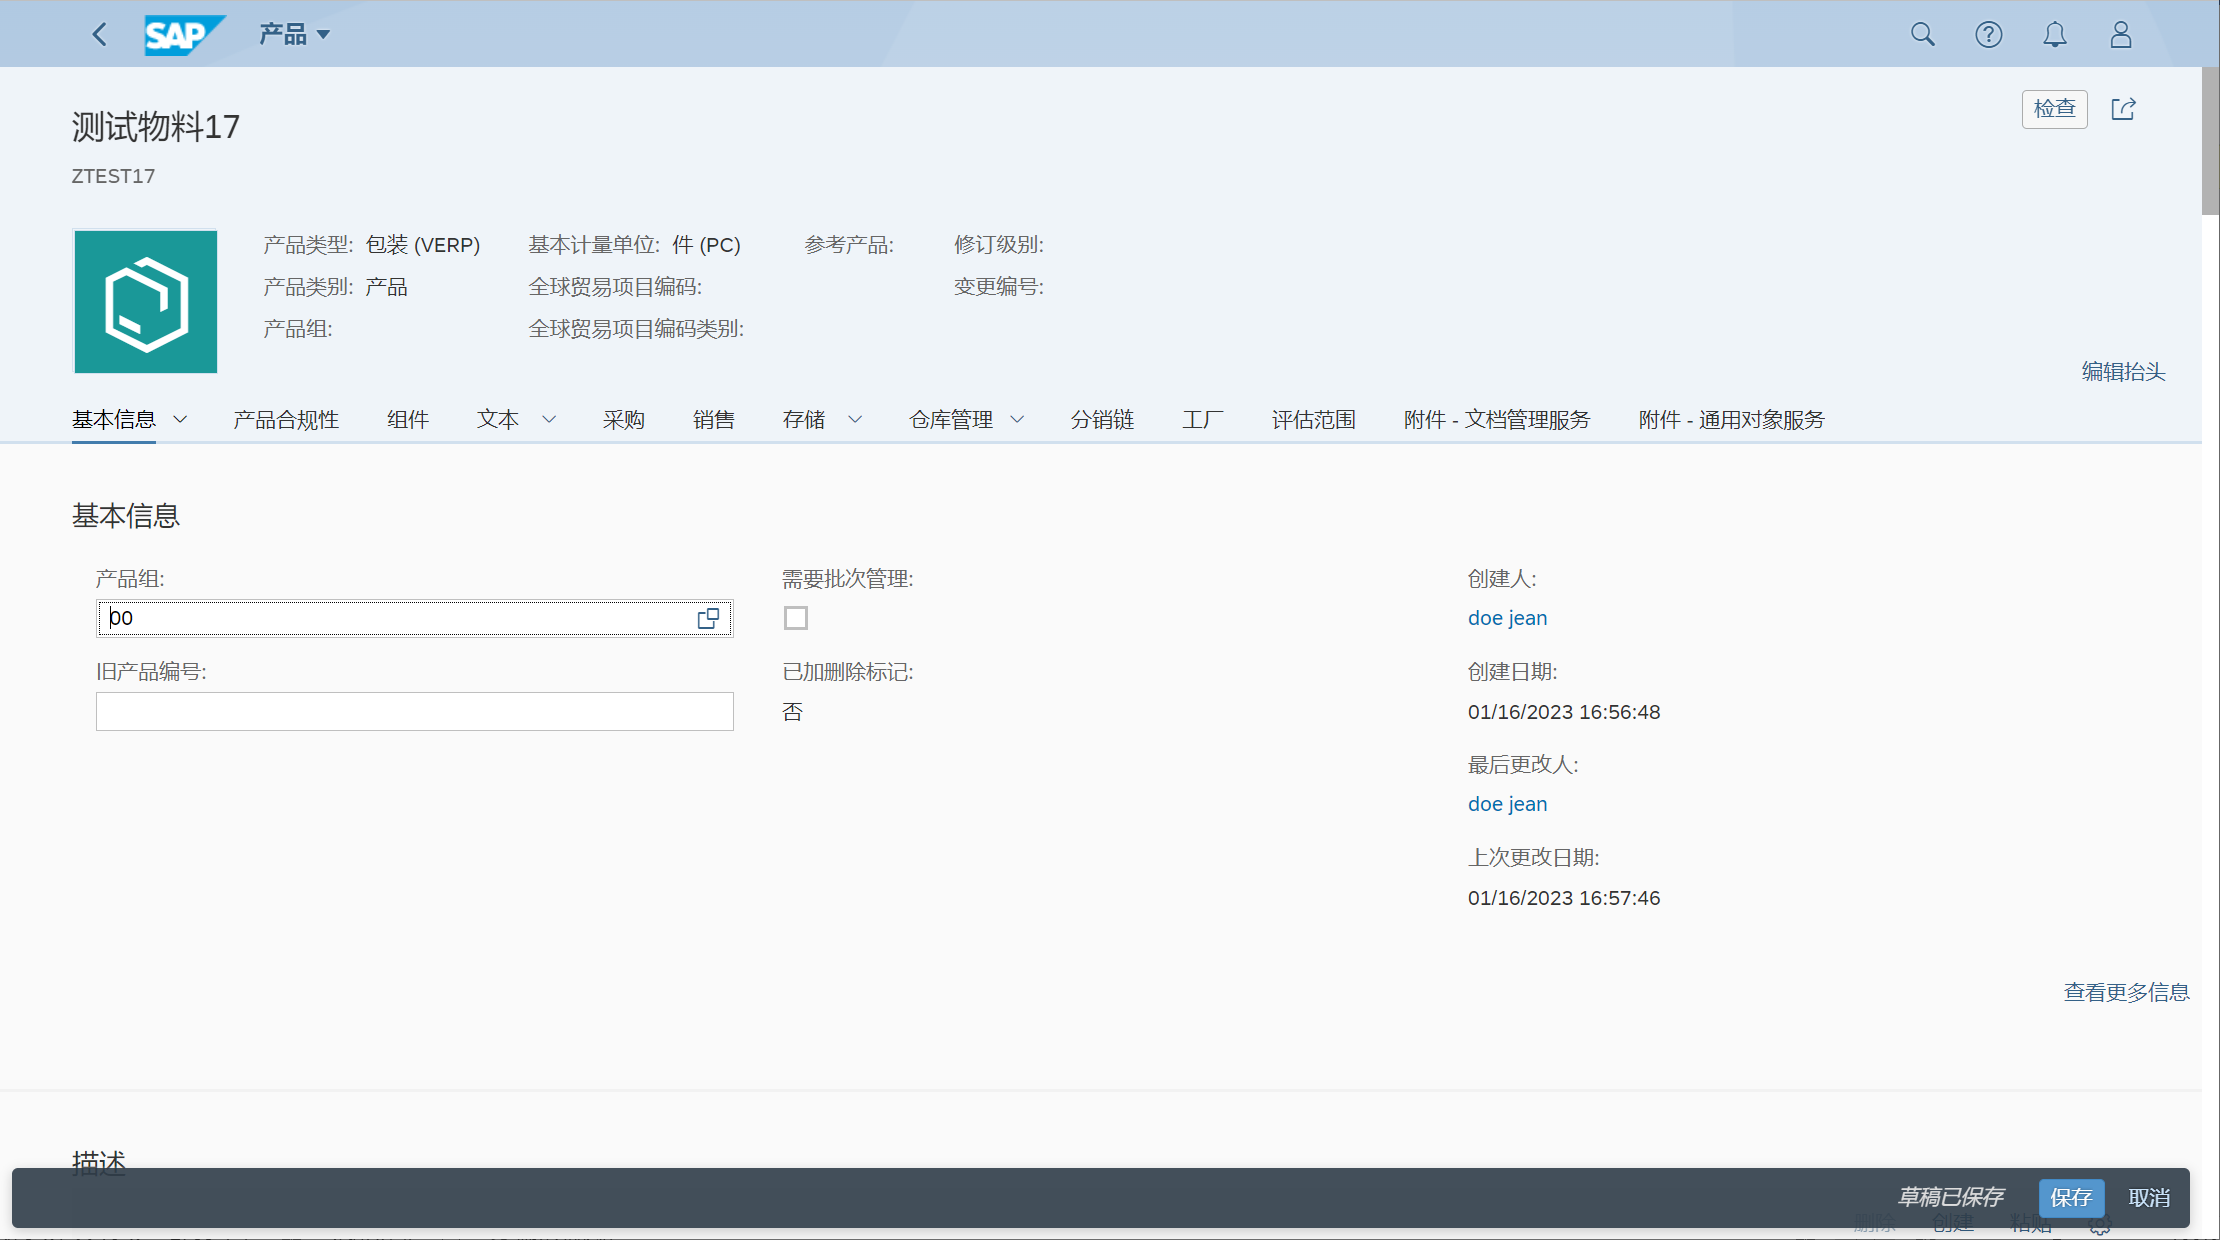 SAP 产品
测试物料17
检查
ZTEST17
产品类型: 包装 (VERP) 基本计量单位: 件 (PC) 参考产品: 修订级别:
产品类别: 产品 全球贸易项目编码: 变更编号:
产品组: 全球贸易项目编码类别:
编辑抬头
基本信息 产品合规性 组件 文本 采购 销售 存储 仓库管理 分销链 工厂 评估范围 附件 - 文档管理服务 附件 - 通用对象服务
基本信息
产品组: 需要批次管理: 创建人:
00 doe jean
旧产品编号: 已加删除标记: 创建日期:
否 01/16/2023 16:56:48
最后更改人:
doe jean
上次更改日期:
01/16/2023 16:57:46
查看更多信息
描述
草稿已保存 保存 取消
删除 创建 粘贴